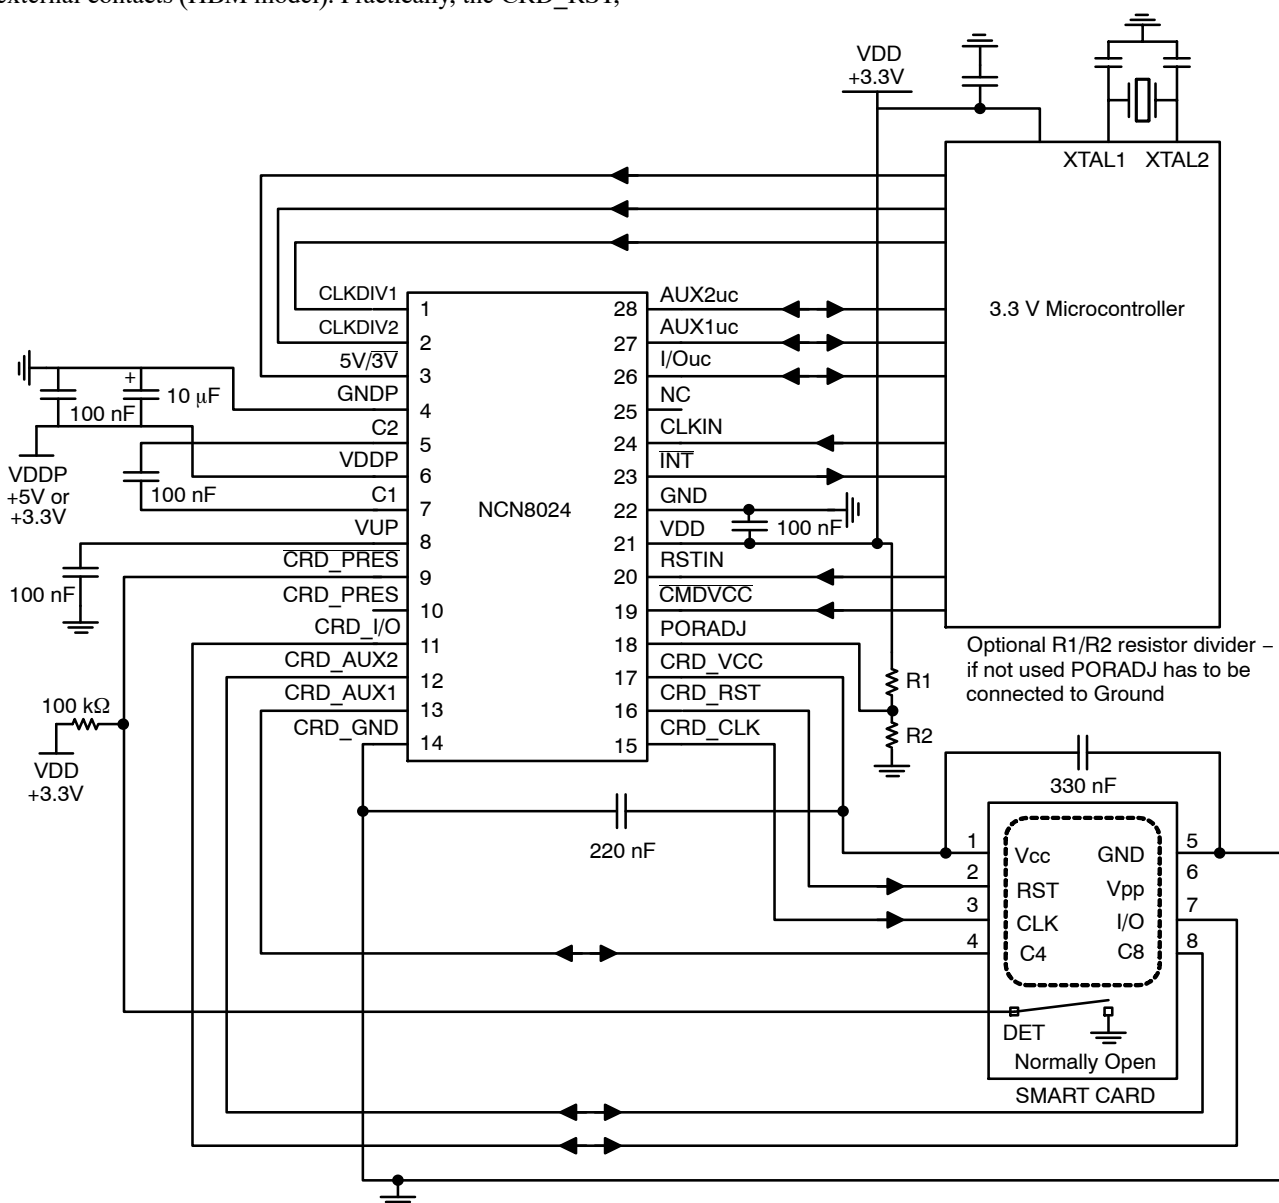 external contacts (HBM model). Practically, the CRD_RST,
VDD
+3.3V
XTAL1 XTAL2
3.3 V Microcontroller
CLKDIV1
CLKDIV2
5V/3V
GNDP
C2
VDDP
C1
VUP
CRD_PRES
CRD_PRES
CRD_I/O
CRD_AUX2
CRD_AUX1
CRD_GND
1
2
3
4
5
6
7
8
9
10
11
12
13
14
NCN8024
28
27
26
25
24
23
22
21
20
19
18
17
16
15
AUX2uc
AUX1uc
I/Ouc
NC
CLKIN
INT
GND
VDD
RSTIN
CMDVCC
PORADJ
CRD_VCC
CRD_RST
CRD_CLK
+
10 μF
100 nF
VDDP
+5V or
+3.3V
100 nF
100 nF
100 kΩ
VDD
+3.3V
100 nF
R1
R2
Optional R1/R2 resistor divider –
if not used PORADJ has to be
connected to Ground
220 nF
330 nF
1
2
3
4
Vcc
RST
CLK
C4
GND
Vpp
I/O
C8
5
6
7
8
DET
Normally Open
SMART CARD